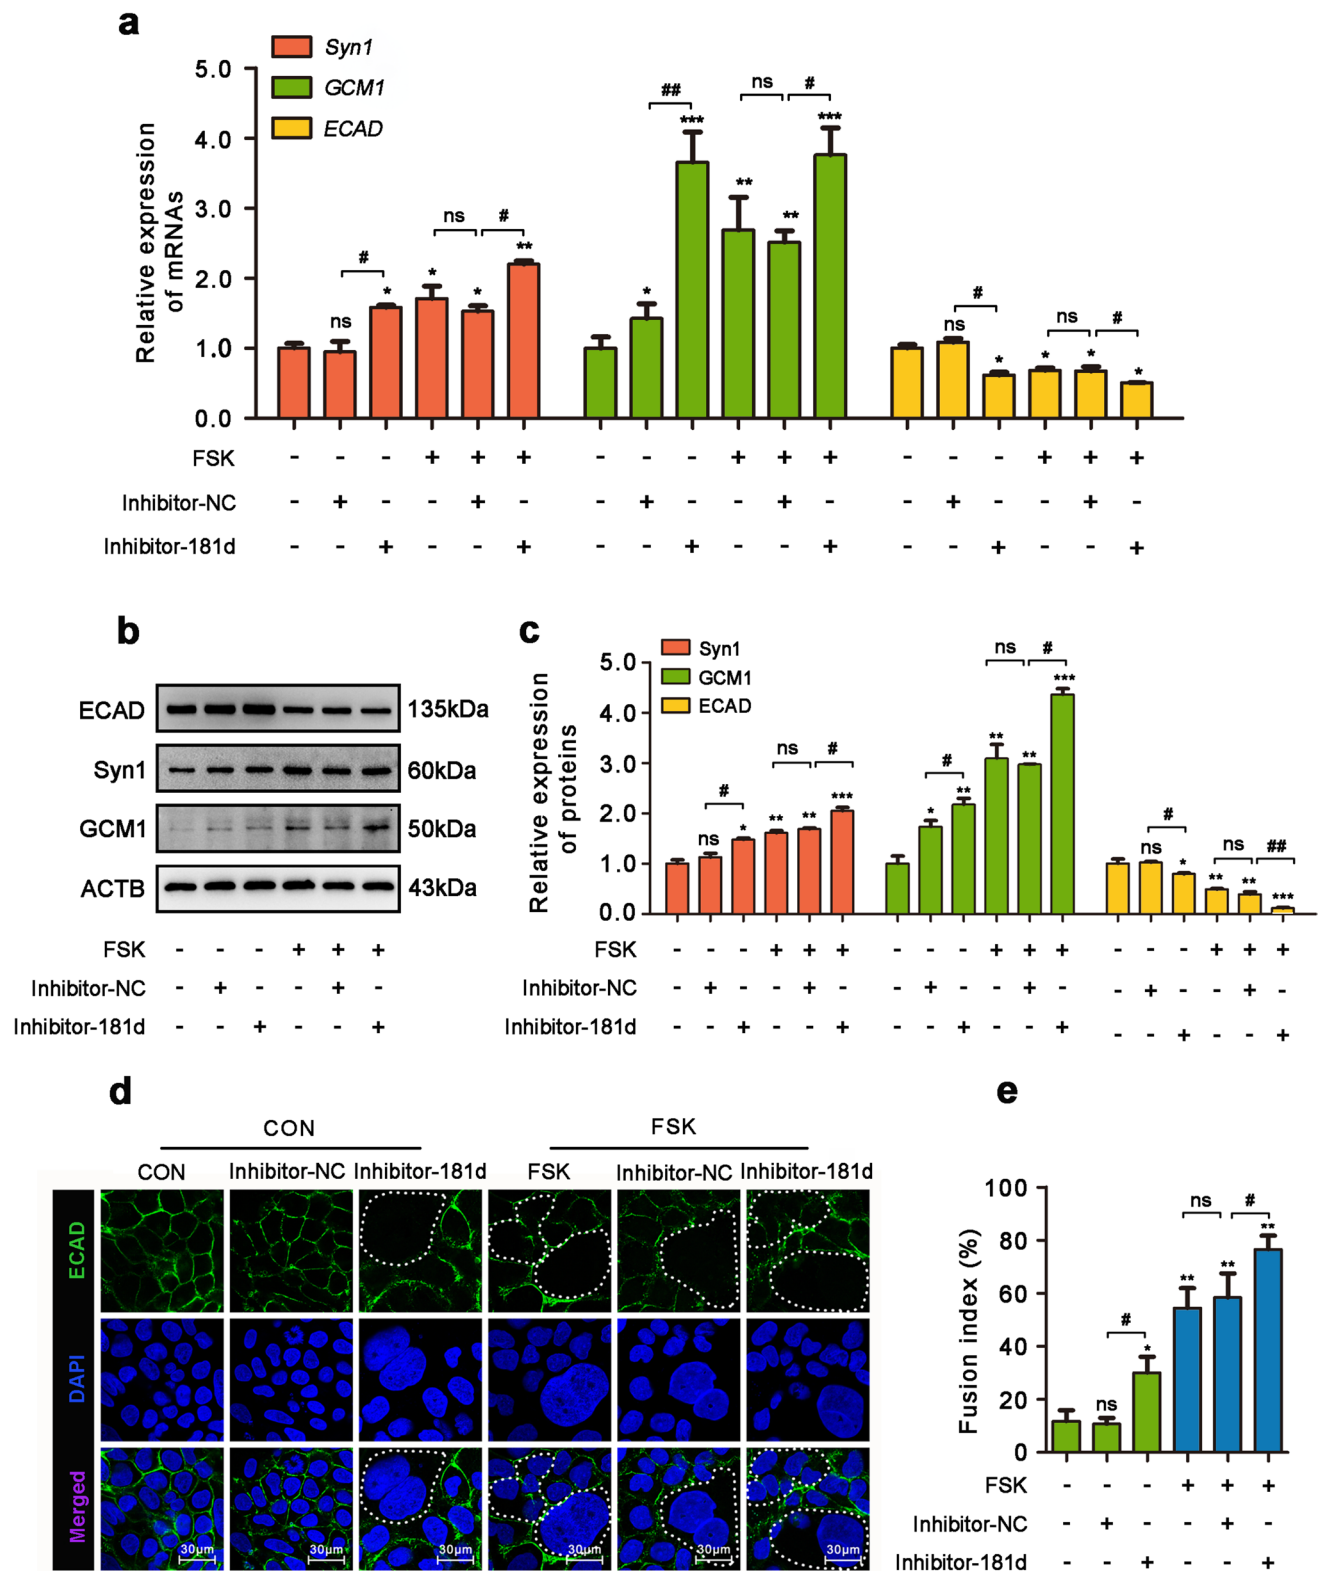 a
Syn1
GCM1
ECAD
Relative expression
of mRNAs
5.0
4.0
3.0
2.0
1.0
0.0
ns
#
*
*
ns
*
#
**
*
##
***
**
ns
**
#
***
ns
#
*
*
ns
*
#
*
FSK - - - + + + - - - + + + - - - + + +
Inhibitor-NC - + - - + - - + - - + - - + - - + -
Inhibitor-181d - - + - - + - - + - - + - - + - - +
b
ECAD 135kDa
Syn1 60kDa
GCM1 50kDa
ACTB 43kDa
FSK - - - + + +
Inhibitor-NC - + - - + -
Inhibitor-181d - - + - - +
c
Syn1
GCM1
ECAD
Relative expression
of proteins
5.0
4.0
3.0
2.0
1.0
0.0
ns
#
*
**
ns
**
#
***
*
#
**
**
ns
**
#
***
ns
#
*
**
ns
**
##
***
FSK - - - + + + - - - + + + - - - + + +
Inhibitor-NC - + - - + - - + - - + - - + - - + -
Inhibitor-181d - - + - - + - - + - - + - - + - - +
d
CON FSK
CON Inhibitor-NC Inhibitor-181d FSK Inhibitor-NC Inhibitor-181d
ECAD
DAPI
Merged
30μm 30μm 30μm 30μm 30μm 30μm
e
Fusion index (%)
100
80
60
40
20
0
ns
#
*
**
ns
**
#
**
FSK - - - + + +
Inhibitor-NC - + - - + -
Inhibitor-181d - - + - - +